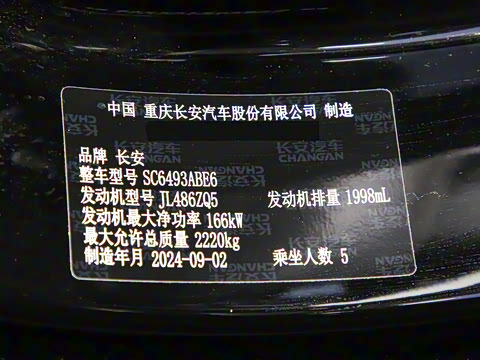 中国 重庆长安汽车股份有限公司 制造
品牌 长安
整车型号 SC6493ABE6
发动机型号 JL486ZQ5 发动机排量 1998mL
发动机最大净功率 166kW
最大允许总质量 2220kg
制造年月 2024-09-02 乘坐人数 5